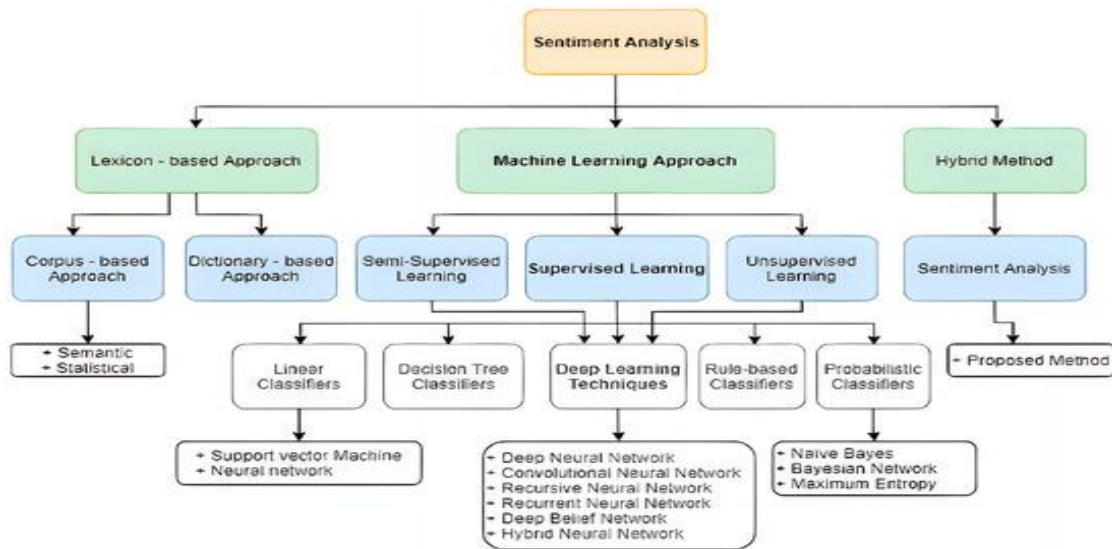 Sentiment Analysis
Lexicon - based Approach
Machine Learning Approach
Hybrid Method
Corpus - based
Approach
Dictionary - based
Approach
Semi-Supervised
Learning
Supervised Learning
Unsupervised
Learning
Sentiment Analysis
+ Semantic
+ Statistical
Linear
Classifiers
Decision Tree
Classifiers
Deep Learning
Techniques
Rule-based
Classifiers
Probabilistic
Classifiers
+ Proposed Method
+ Support vector Machine
+ Neural network
+ Deep Neural Network
+ Convolutional Neural Network
+ Recursive Neural Network
+ Recurrent Neural Network
+ Deep Belief Network
+ Hybrid Neural Network
+ Naïve Bayes
+ Bayesian Network
+ Maximum Entropy